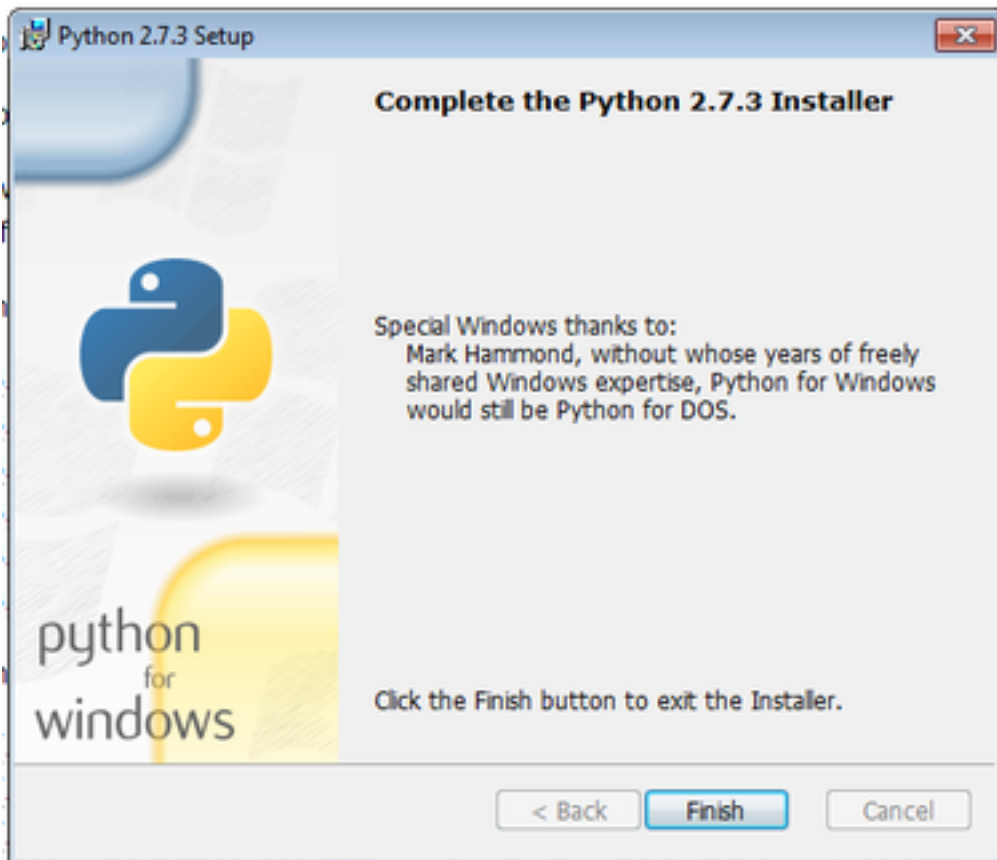 Python 2.7.3 Setup
Complete the Python 2.7.3 Installer
Special Windows thanks to:
Mark Hammond, without whose years of freely
shared Windows expertise, Python for Windows
would still be Python for DOS.
python
for
windows
Click the Finish button to exit the Installer.
< Back
Finish
Cancel